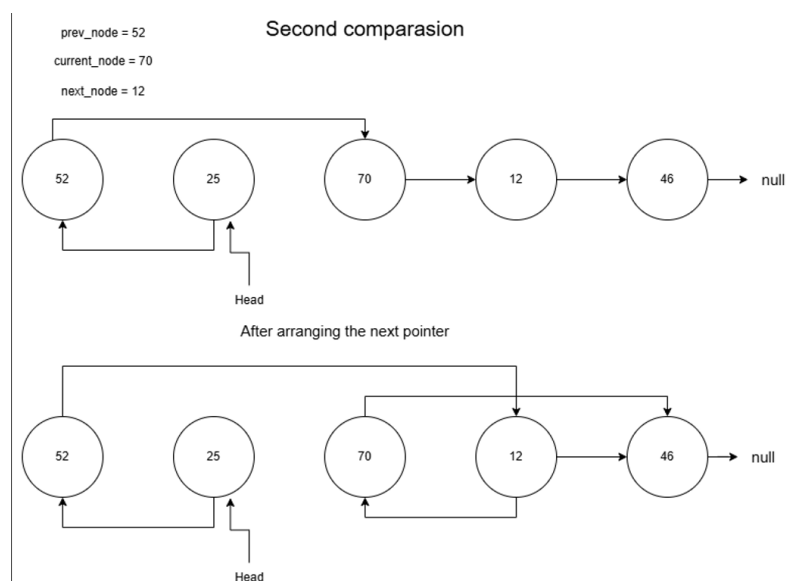 Second comparasion
prev_node = 52
current_node = 70
next_node = 12
52
25
70
12
46
null
Head
After arranging the next pointer
52
25
70
12
46
null
Head